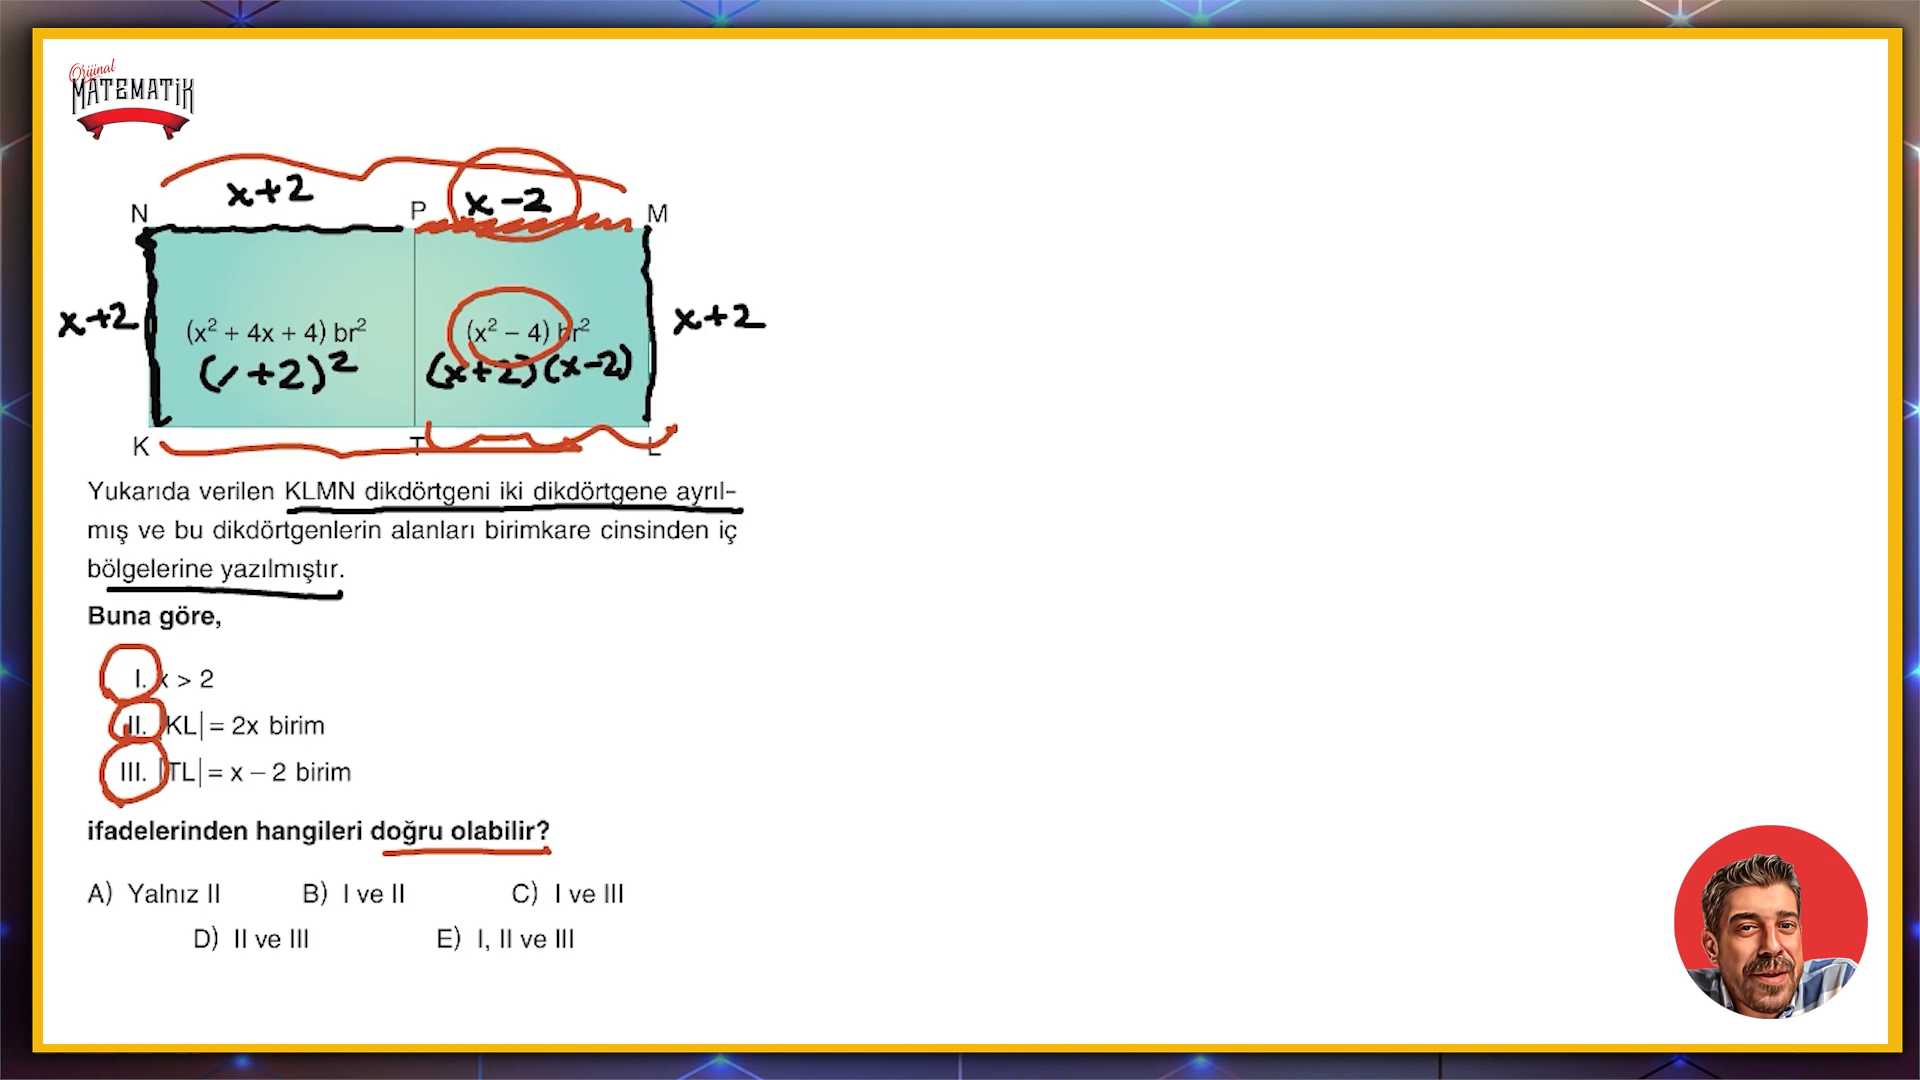 Orijinal
MATEMATİK
x+2 x-2
N P M
x+2 x+2
(x² + 4x + 4) br² (x² – 4) br²
( +2)² (x+2)(x-2)
K T L
Yukarıda verilen KLMN dikdörtgeni iki dikdörtgene ayrıl-
mış ve bu dikdörtgenlerin alanları birimkare cinsinden iç
bölgelerine yazılmıştır.
Buna göre,
I. x > 2
II. |KL| = 2x birim
III. |TL| = x – 2 birim
ifadelerinden hangileri doğru olabilir?
A) Yalnız II B) I ve II C) I ve III
D) II ve III E) I, II ve III